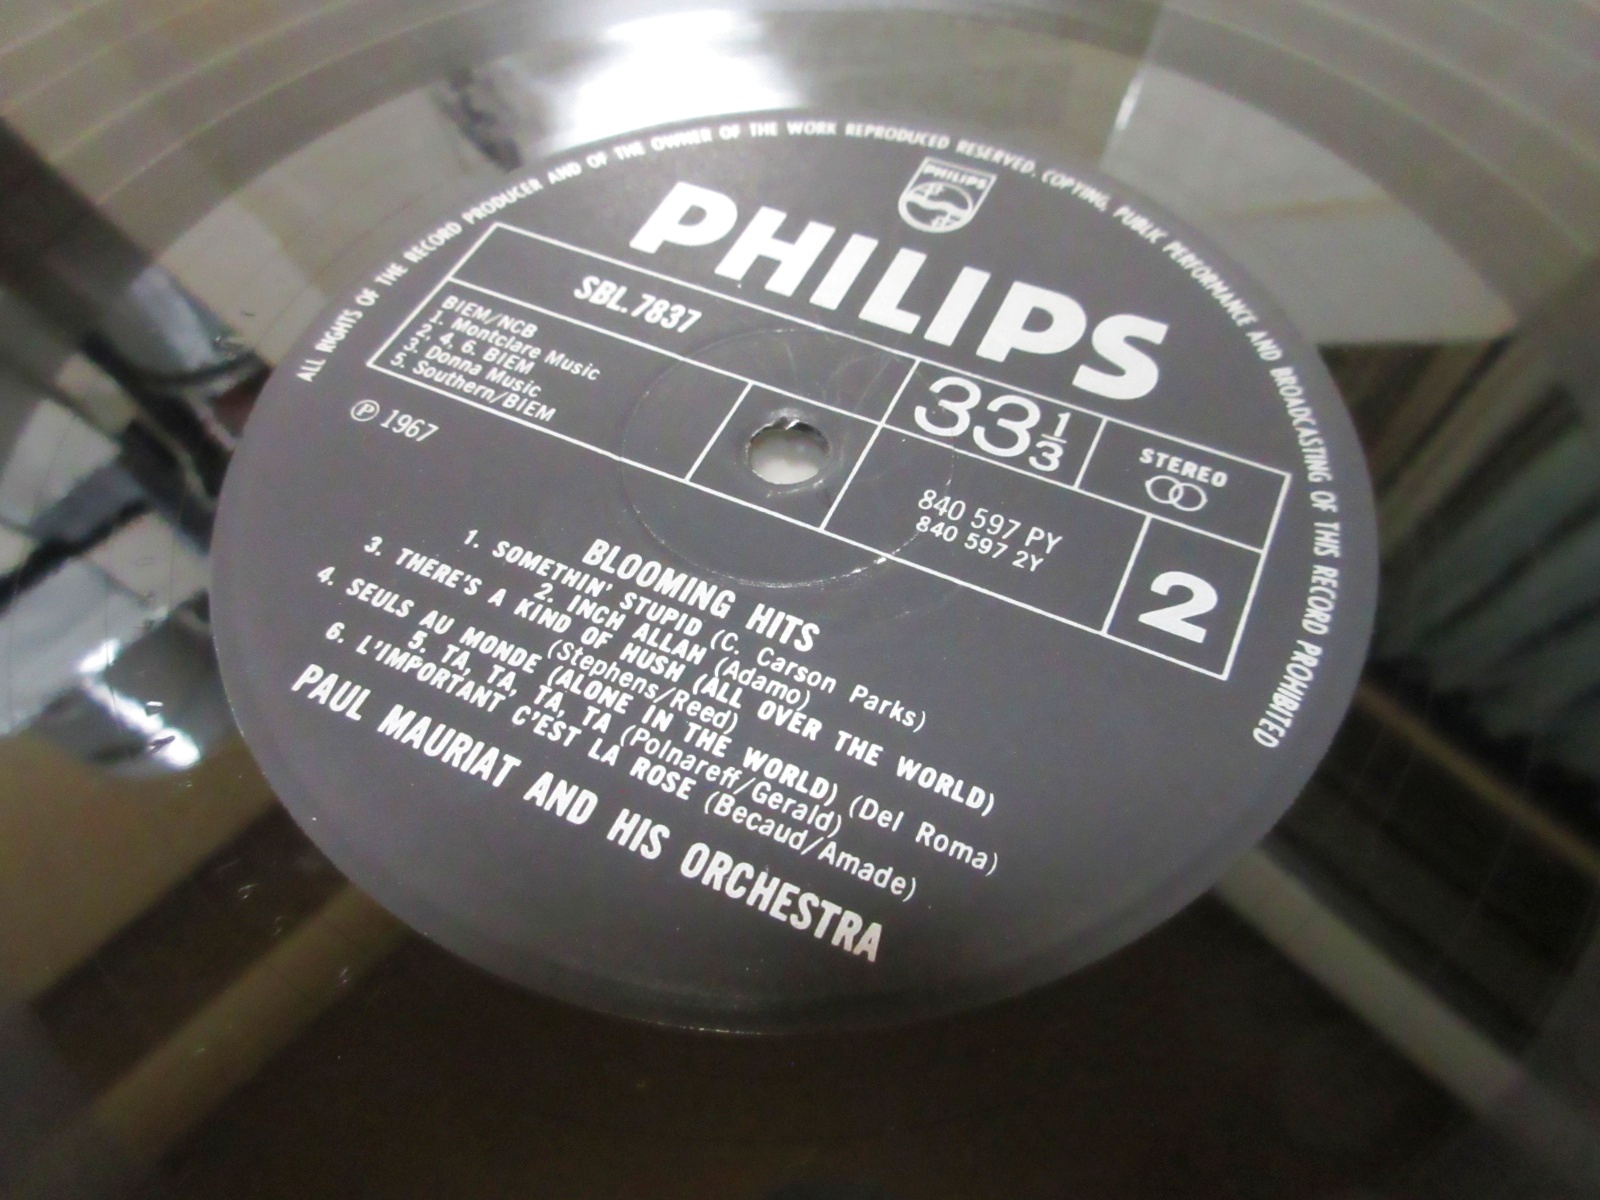 ALL RIGHTS OF THE RECORD PRODUCER AND OF THE OWNER OF THE WORK REPRODUCED RESERVED. COPYING, PUBLIC PERFORMANCE AND BROADCASTING OF THIS RECORD PROHIBITED
PHILIPS
PHILIPS
SBL.7837
BIEM/NCB
1. Montclare Music
2. 4, 6. BIEM
3. Donna Music
5. Southern/BIEM
Ⓟ 1967
33 1/3
STEREO
840 597 PY
840 597 2Y
2
BLOOMING HITS
1. SOMETHIN' STUPID (C. Carson Parks)
2. INCH ALLAH (Adamo)
3. THERE'S A KIND OF HUSH (ALL OVER THE WORLD)
(Stephens/Reed)
4. SEULS AU MONDE (ALONE IN THE WORLD) (Del Roma)
5. TA, TA, TA, TA (Polnareff/Gerald)
6. L'IMPORTANT C'EST LA ROSE (Becaud/Amade)
PAUL MAURIAT AND HIS ORCHESTRA